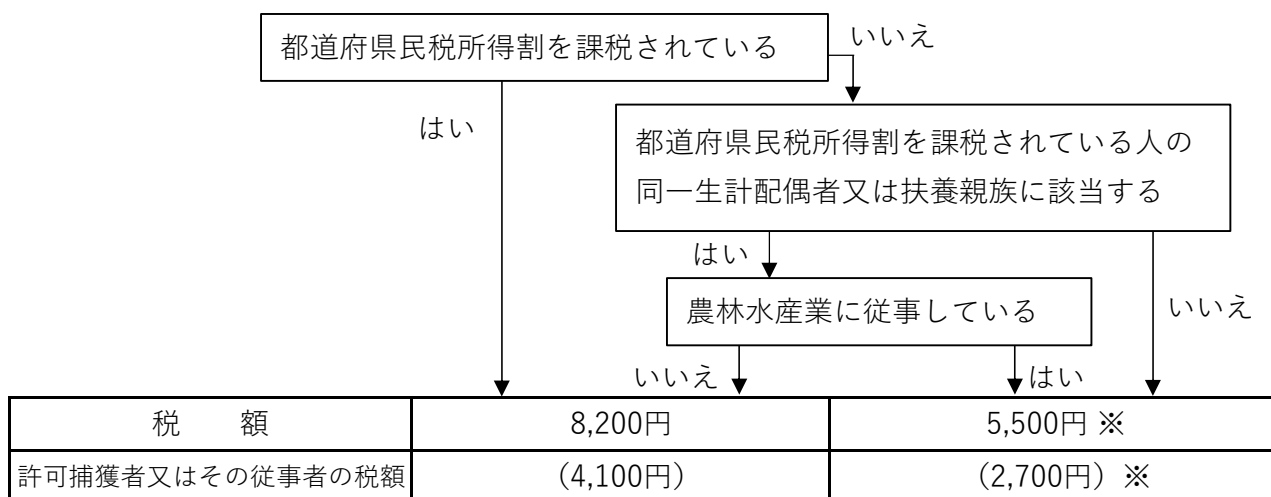 都道府県民税所得割を課税されている
いいえ
はい
都道府県民税所得割を課税されている人の
同一生計配偶者又は扶養親族に該当する
はい
いいえ
農林水産業に従事している
いいえ
はい
税　　額 8,200円 5,500円 ※
許可捕獲者又はその従事者の税額 (4,100円) (2,700円) ※